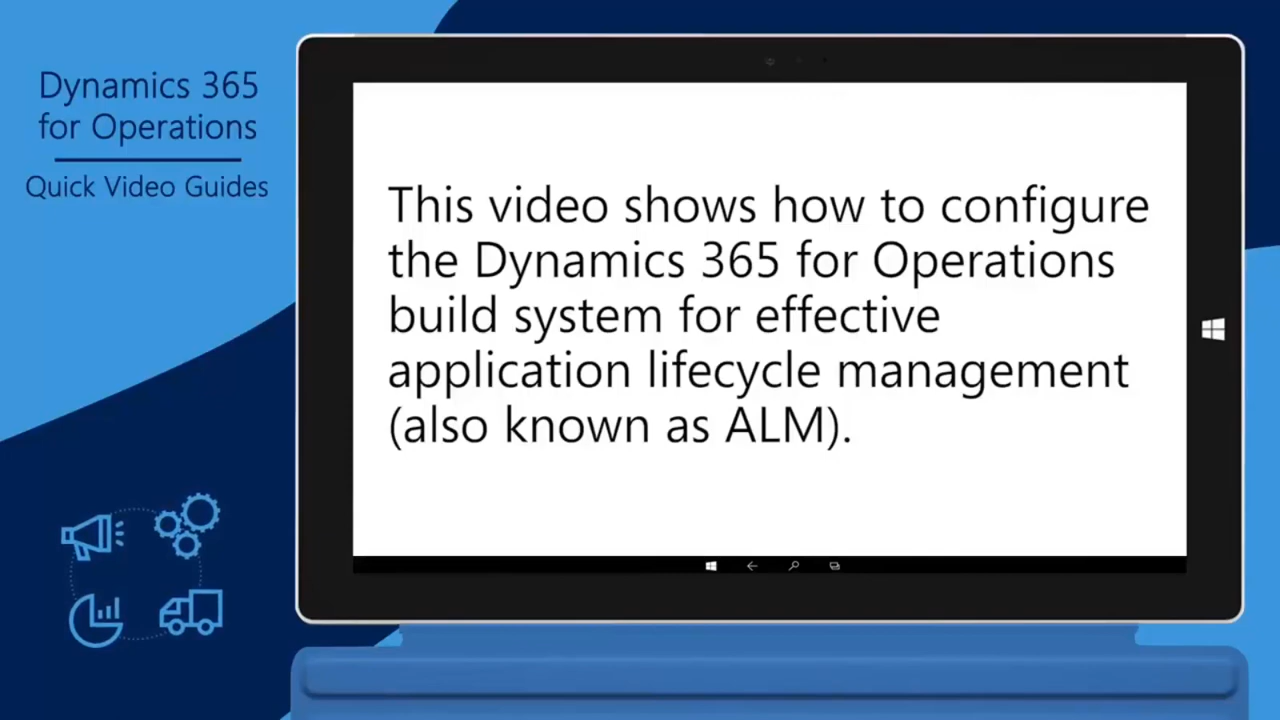 Dynamics 365
for Operations
Quick Video Guides
This video shows how to configure
the Dynamics 365 for Operations
build system for effective
application lifecycle management
(also known as ALM).